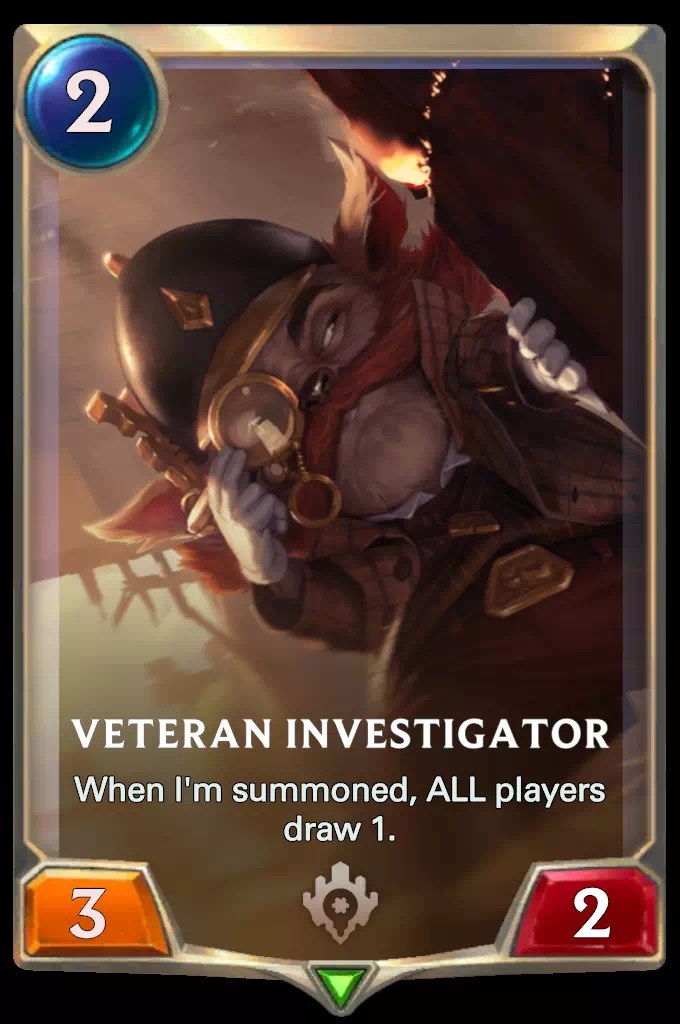 2
VETERAN INVESTIGATOR
When I'm summoned, ALL players
draw 1.
3
2